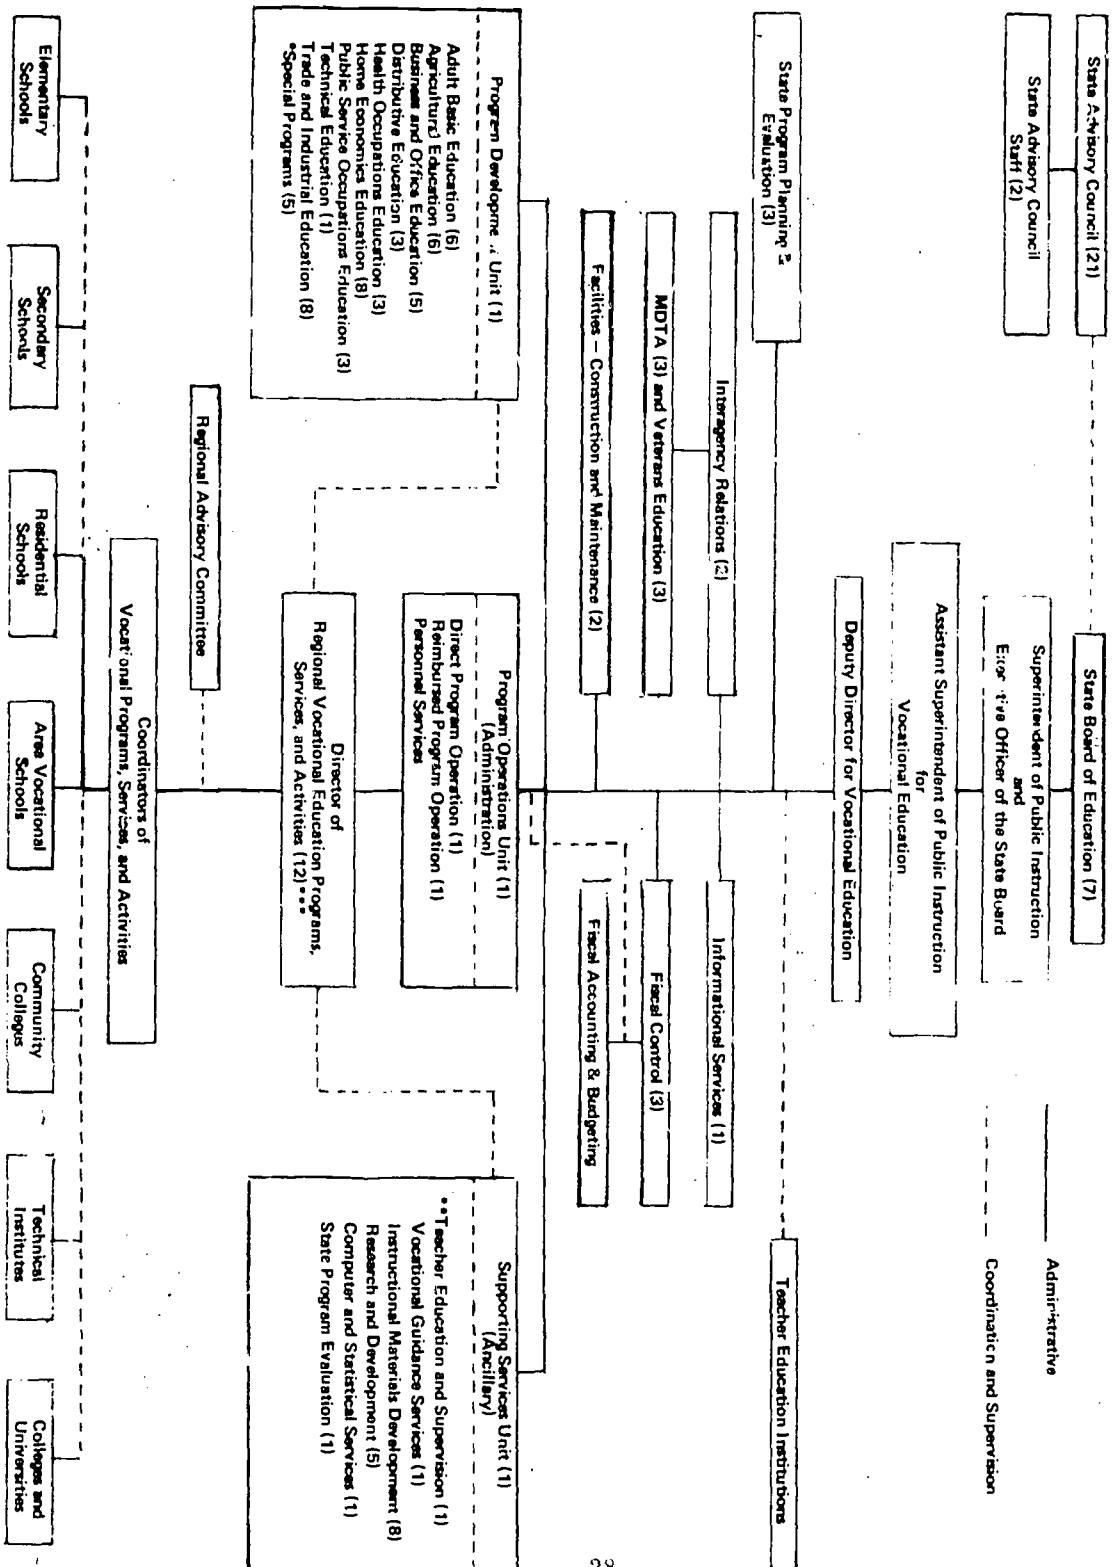 State Advisory Council (21)
State Board of Education (7)
State Advisory Council
Staff (2)
Superintendent of Public Instruction
and
Officer of the State Board
Administrative
Coordination and Supervision
Assistant Superintendent of Public Instruction
for
Vocational Education
Deputy Director for Vocational Education
State Program Planning &
Evaluation (3)
Teacher Education Institutions
Interagency Relations (2)
Informational Services (1)
MDTA (3) and Veterans Education (3)
Fiscal Control (3)
Facilities – Construction and Maintenance (2)
Fiscal Accounting & Budgeting
Program Unit (1)
Adult Basic Education (6)
Agricultural Education (6)
Business and Office Education (5)
Distributive Education (3)
Health Occupations Education (3)
Home Economics Education (8)
Public Service Occupations Education (3)
Technical Education (1)
Trade and Industrial Education (8)
*Special Programs (5)
Program Operations Unit (1)
(Administration)
Direct Program Operation (1)
Reimbursed Program Operation (1)
Personnel Services
Supporting Services Unit (1)
(Ancillary)
**Teacher Education and Supervision (1)
Vocational Guidance Services (1)
Instructional Materials Development (8)
Research and Development (5)
Computer and Statistical Services (1)
State Program Evaluation (1)
Director of
Regional Vocational Education Programs,
Services, and Activities (12)***
Regional Advisory Committee
Coordinators of
Vocational Programs, Services, and Activities
Elementary
Schools
Secondary
Schools
Residential
Schools
Area Vocational
Schools
Community
Colleges
Technical
Institutes
Colleges and
Universities